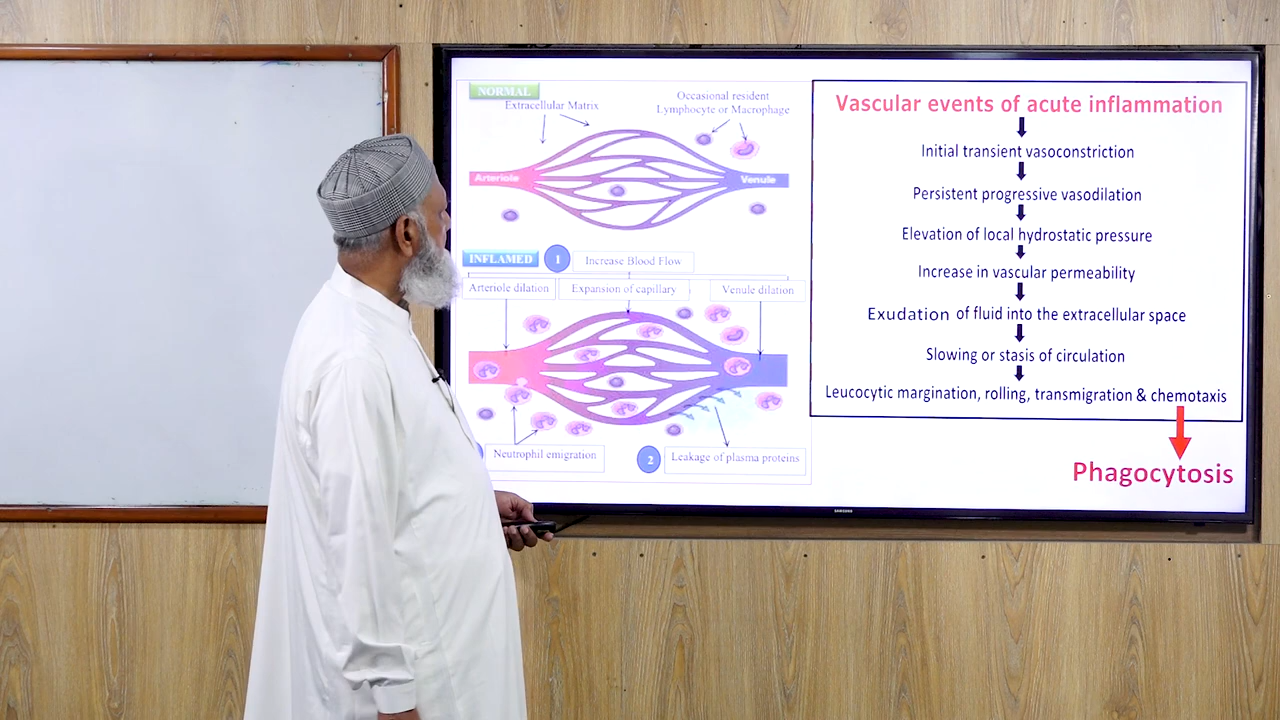 NORMAL
Extracellular Matrix
Occasional resident
Lymphocyte or Macrophage
Arteriole
Venule
INFLAMED
1
Increase Blood Flow
Arteriole dilation
Expansion of capillary
Venule dilation
Neutrophil emigration
2
Leakage of plasma proteins
Vascular events of acute inflammation
Initial transient vasoconstriction
Persistent progressive vasodilation
Elevation of local hydrostatic pressure
Increase in vascular permeability
Exudation of fluid into the extracellular space
Slowing or stasis of circulation
Leucocytic margination, rolling, transmigration & chemotaxis
Phagocytosis
SAMSUNG